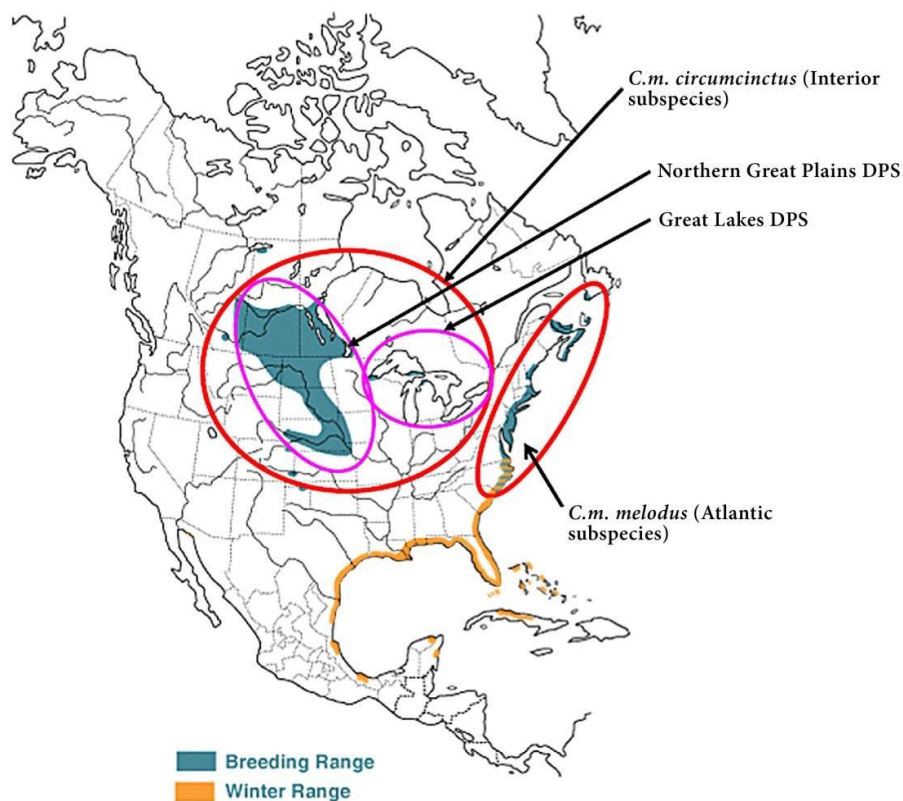 C.m. circumcinctus (Interior
subspecies)
Northern Great Plains DPS
Great Lakes DPS
C.m. melodus (Atlantic
subspecies)
Breeding Range
Winter Range